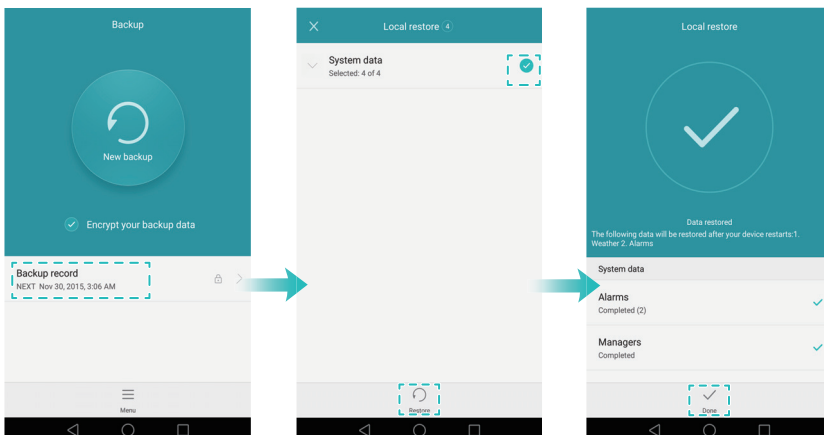 Backup
New backup
Encrypt your backup data
Backup record
NEXT Nov 30, 2015, 3:06 AM
Menu
Local restore 4
System data
Selected: 4 of 4
Restore
Local restore
Data restored
The following data will be restored after your device restarts:1.
Weather 2. Alarms
System data
Alarms
Completed (2)
Managers
Completed
Done